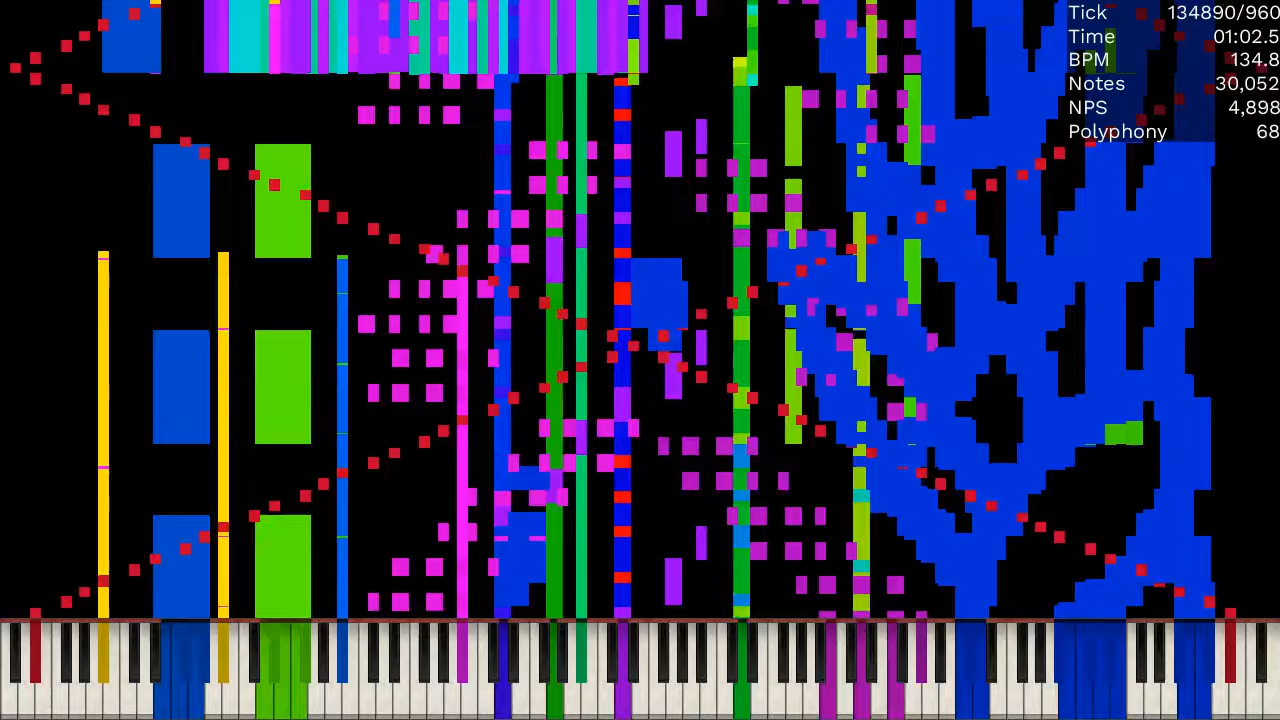 Tick 134890/960
Time 01:02.5
BPM 134.8
Notes 30,052
NPS 4,898
Polyphony 68